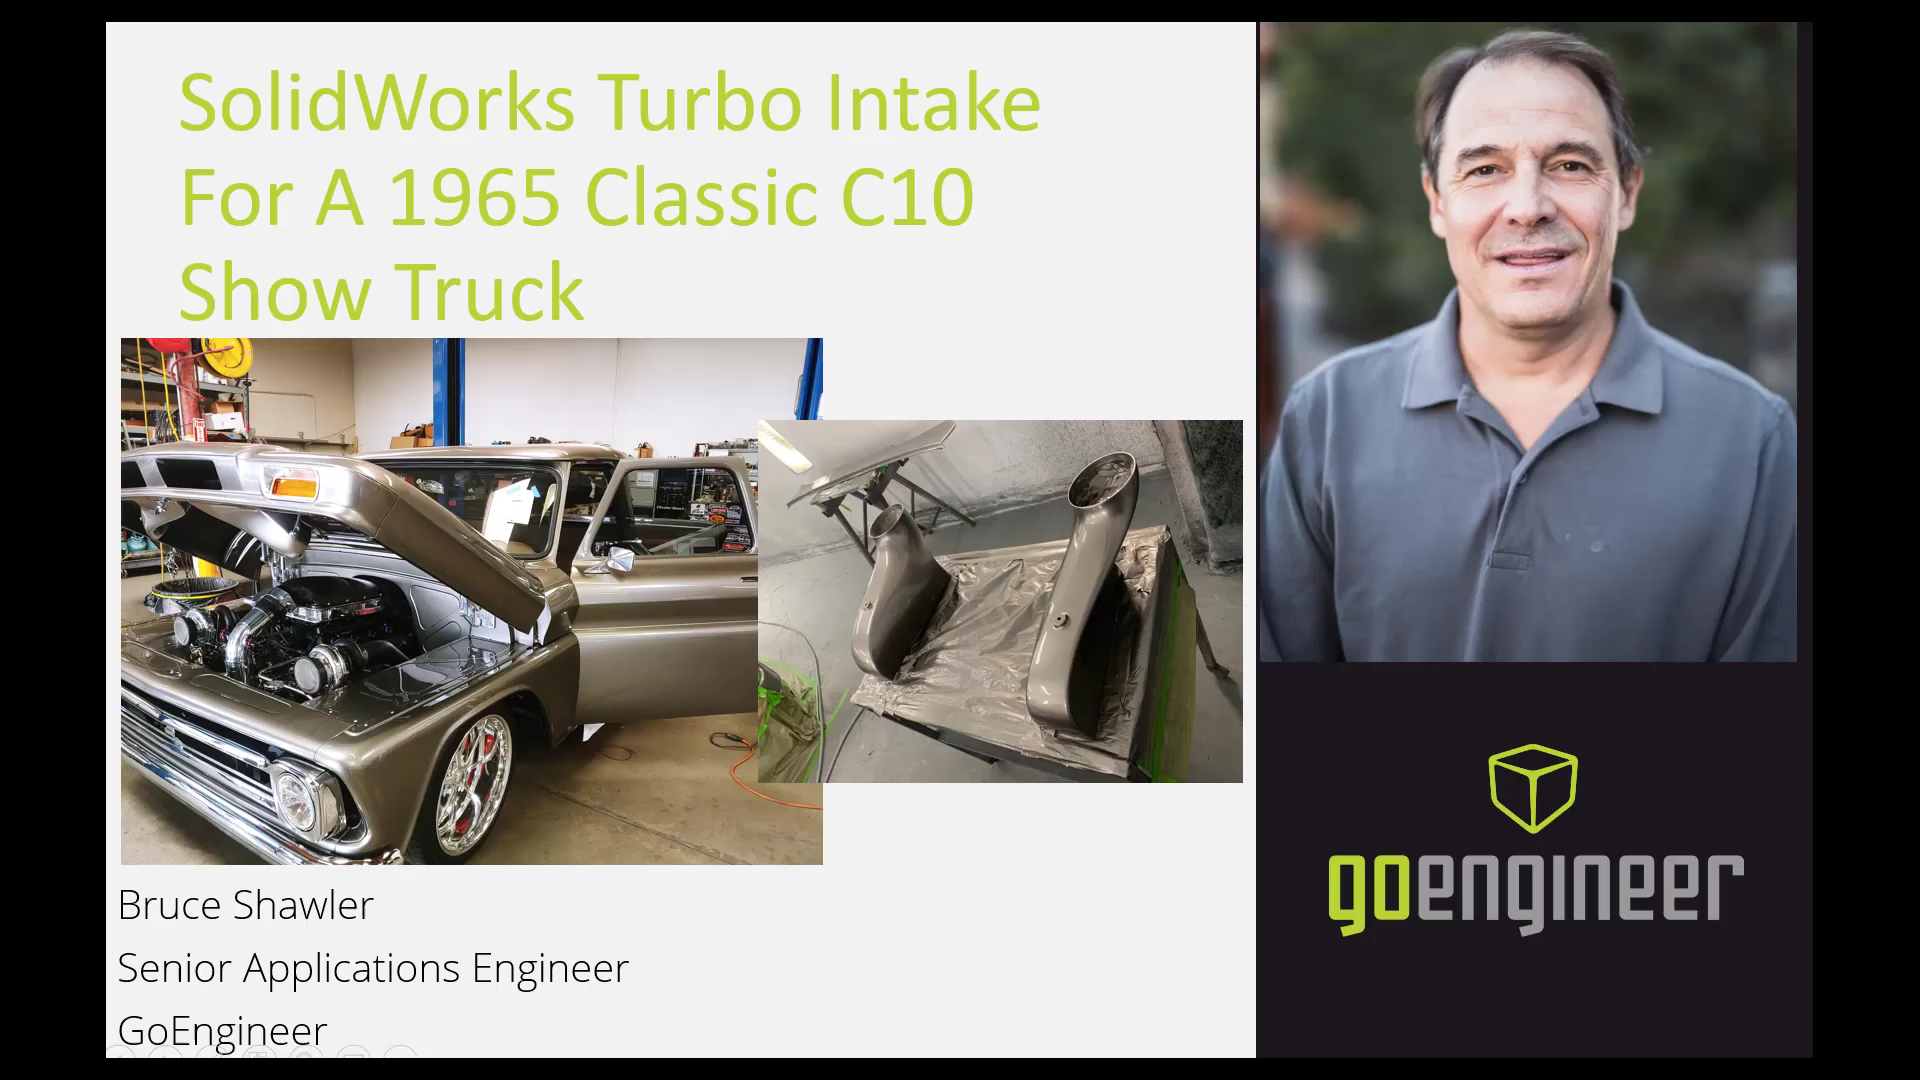 SolidWorks Turbo Intake
For A 1965 Classic C10
Show Truck
Bruce Shawler
Senior Applications Engineer
GoEngineer
goengineer